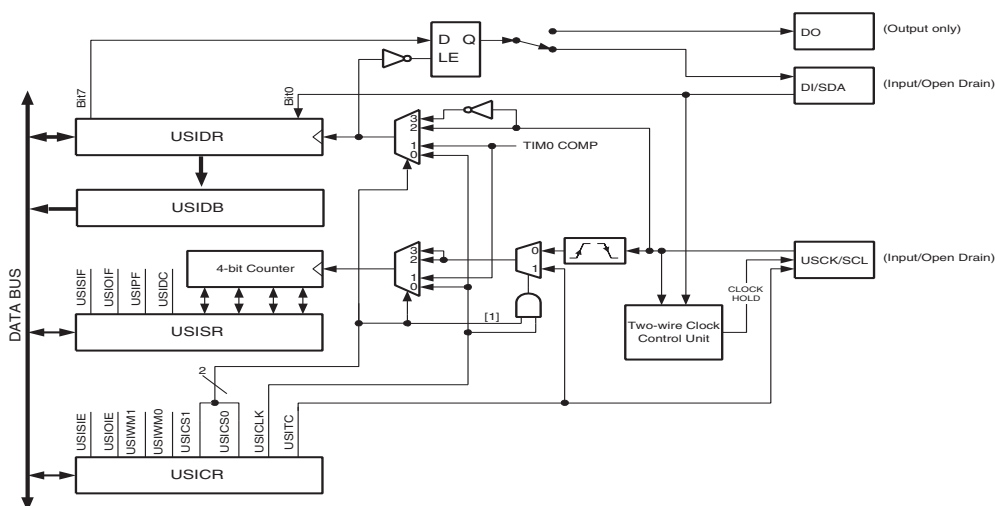 DO
(Output only)
D Q
LE
DI/SDA
(Input/Open Drain)
Bit7
Bit0
USIDR
3
2
1
0
TIM0 COMP
USIDB
DATA BUS
4-bit Counter
3
2
1
0
0
1
USCK/SCL
(Input/Open Drain)
CLOCK
HOLD
USISIF
USIOIF
USIPF
USIDC
USISR
[1]
Two-wire Clock
Control Unit
2
USISIE
USIOIE
USIWM1
USIWM0
USICS1
USICS0
USICLK
USITC
USICR